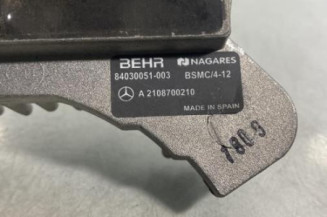 BEHR NAGARES
84030051-003 BSMC/4-12
A 2108700210
MADE IN SPAIN